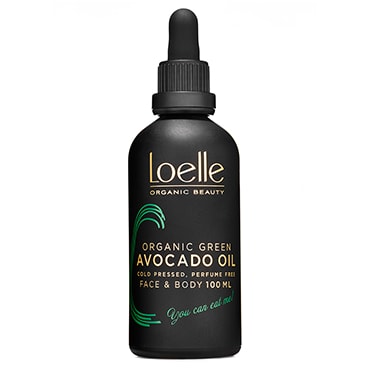 Loelle
ORGANIC BEAUTY
ORGANIC GREEN
AVOCADO OIL
COLD PRESSED, PERFUME FREE
FACE & BODY 100 ML
You can eat me!